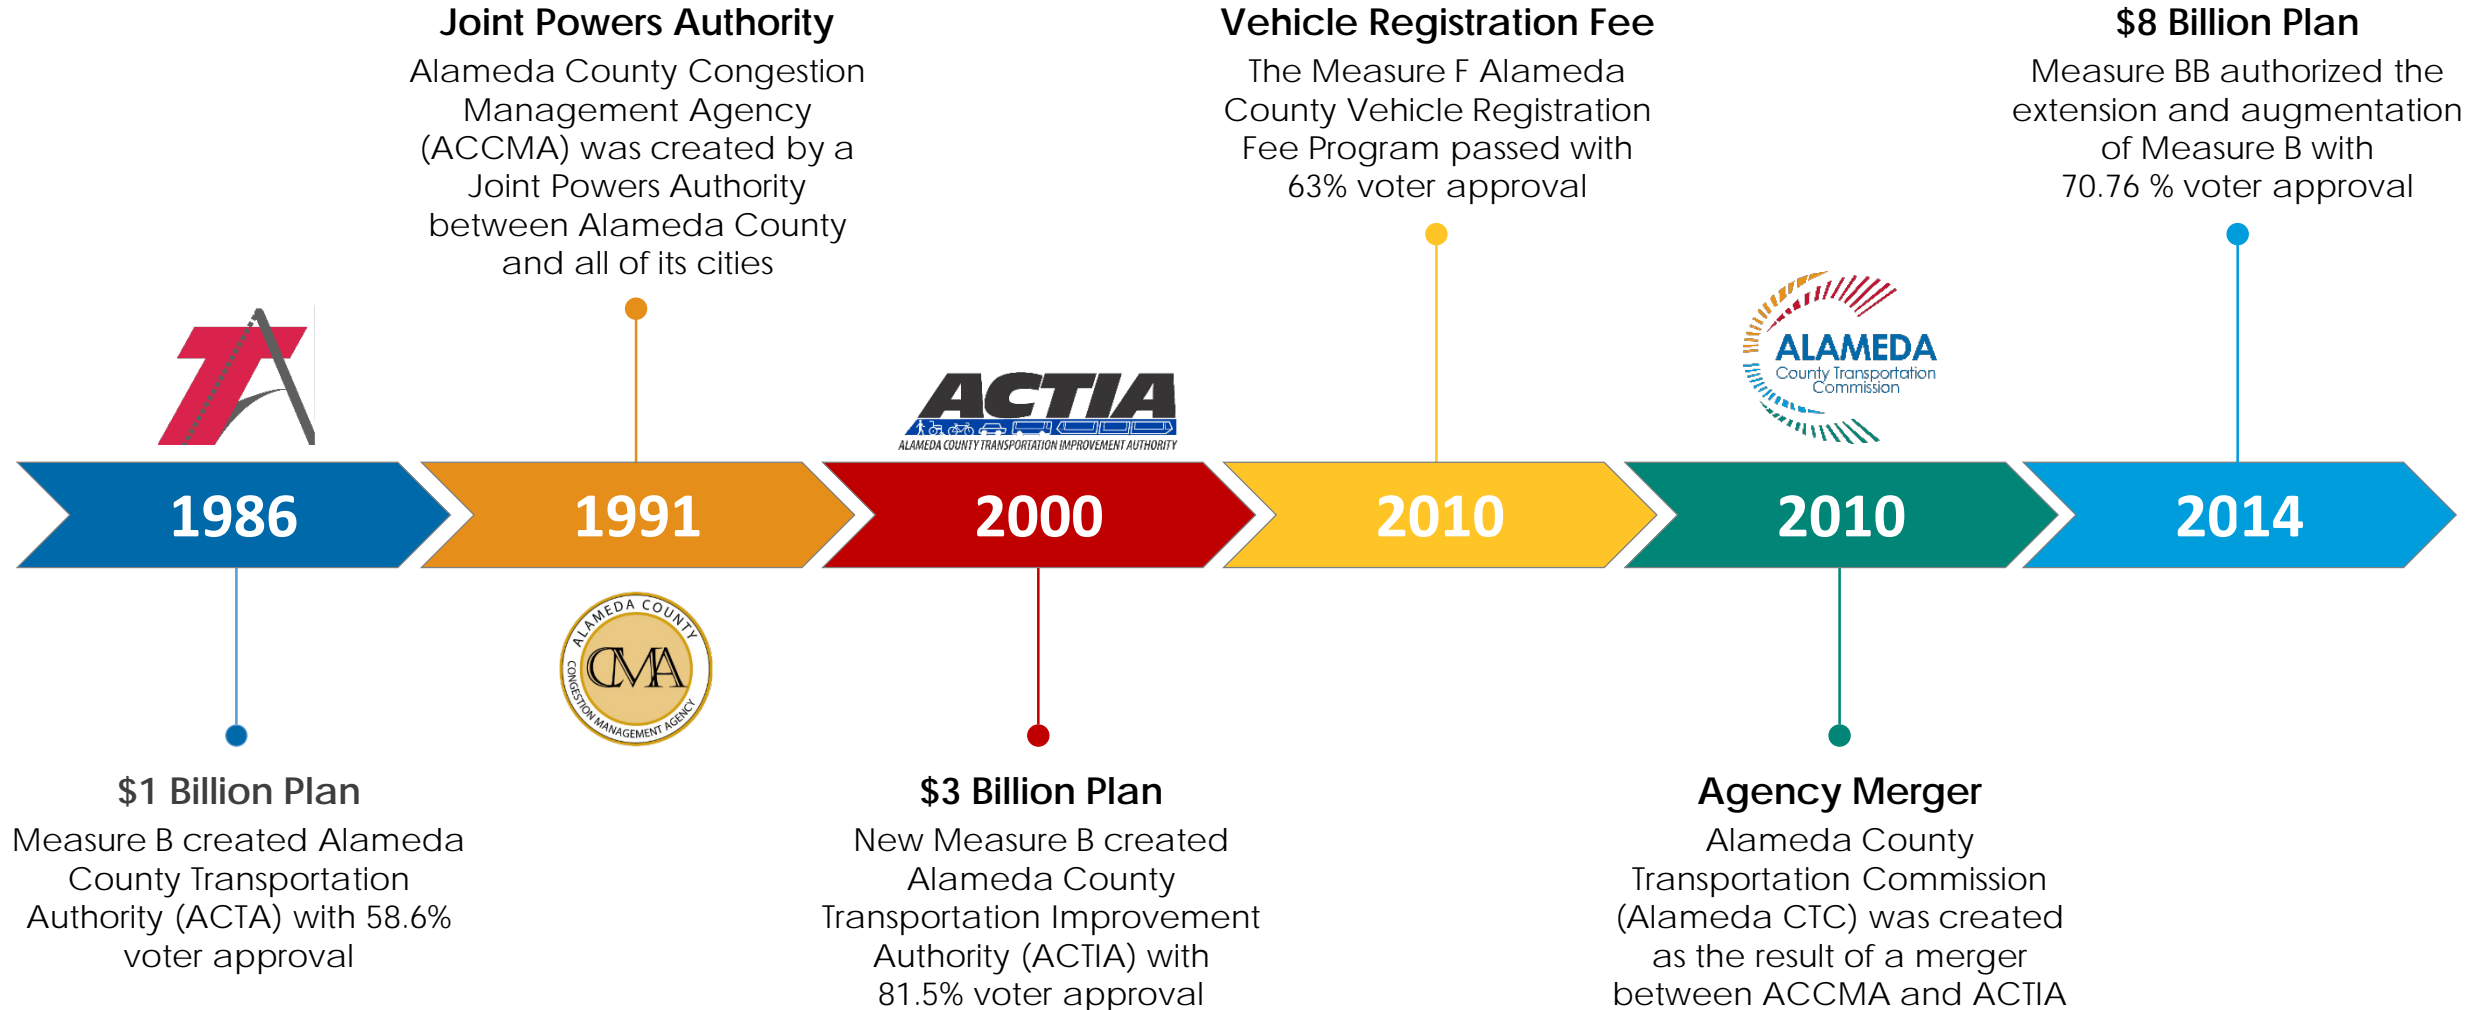 Joint Powers Authority
Alameda County Congestion
Management Agency
(ACCMA) was created by a
Joint Powers Authority
between Alameda County
and all of its cities
Vehicle Registration Fee
The Measure F Alameda
County Vehicle Registration
Fee Program passed with
63% voter approval
$8 Billion Plan
Measure BB authorized the
extension and augmentation
of Measure B with
70.76 % voter approval
TA
ACTIA
ALAMEDA COUNTY TRANSPORTATION IMPROVEMENT AUTHORITY
ALAMEDA
County Transportation
Commission
1986
1991
2000
2010
2010
2014
ALAMEDA COUNTY
CMA
CONGESTION MANAGEMENT AGENCY
$1 Billion Plan
Measure B created Alameda
County Transportation
Authority (ACTA) with 58.6%
voter approval
$3 Billion Plan
New Measure B created
Alameda County
Transportation Improvement
Authority (ACTIA) with
81.5% voter approval
Agency Merger
Alameda County
Transportation Commission
(Alameda CTC) was created
as the result of a merger
between ACCMA and ACTIA